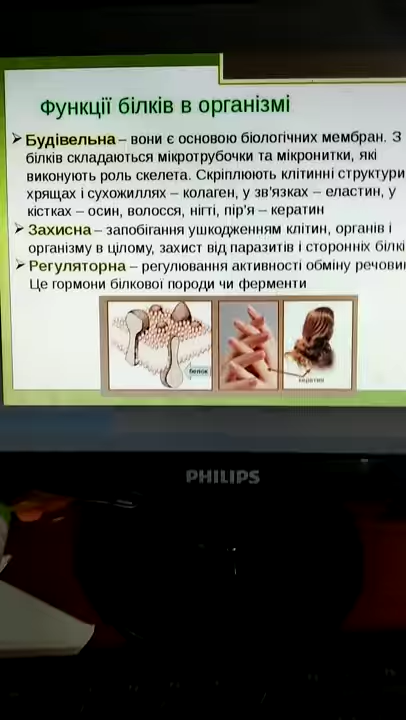 Функції білків в організмі
Будівельна – вони є основою біологічних мембран. З
білків складаються мікротрубочки та мікронитки, які
виконують роль скелета. Скріплюють клітинні структури
хрящах і сухожиллях – колаген, у зв'язках – еластин, у
кістках – осин, волосся, нігті, пір'я – кератин
Захисна – запобігання ушкодженням клітин, органів і
організму в цілому, захист від паразитів і сторонніх білкі
Регуляторна – регулювання активності обміну речовин
Це гормони білкової породи чи ферменти
белок
кератин
PHILIPS